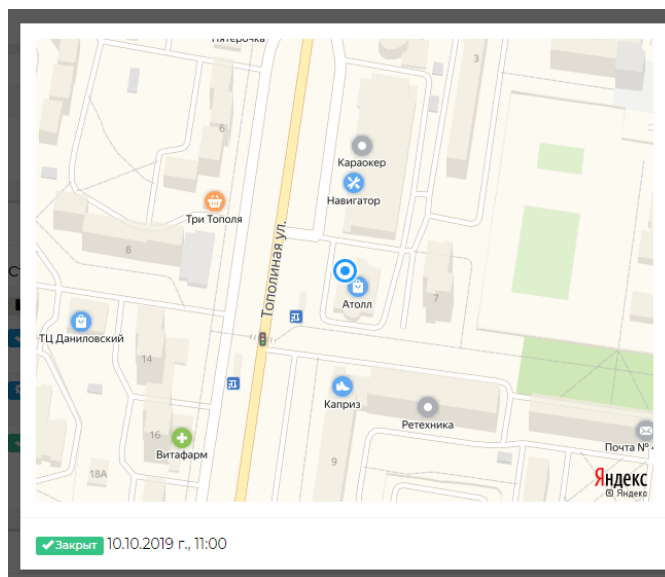 Пятерочка
3
6
Караокер
Навигатор
Три Тополя
Тополиная ул.
8
Атолл
7
ТЦ Даниловский
14
Каприз
Ретехника
16
Витафарм
Почта №
9
18А
Яндекс
© Яндекс
Закрыт 10.10.2019 г., 11:00